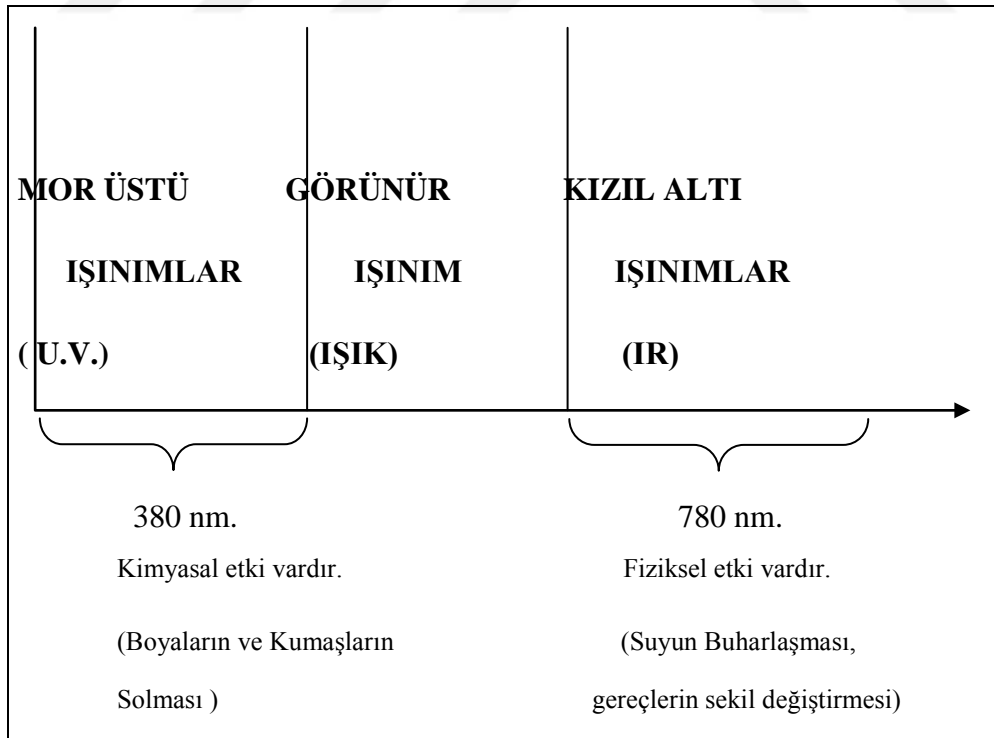 MOR ÜSTÜ GÖRÜNÜR KIZIL ALTI
IŞINIMLAR IŞINIM IŞINIMLAR
( U.V.) (IŞIK) (IR)
380 nm. 780 nm.
Kimyasal etki vardır. Fiziksel etki vardır.
(Boyaların ve Kumaşların (Suyun Buharlaşması,
Solması ) gereçlerin sekil değiştirmesi)